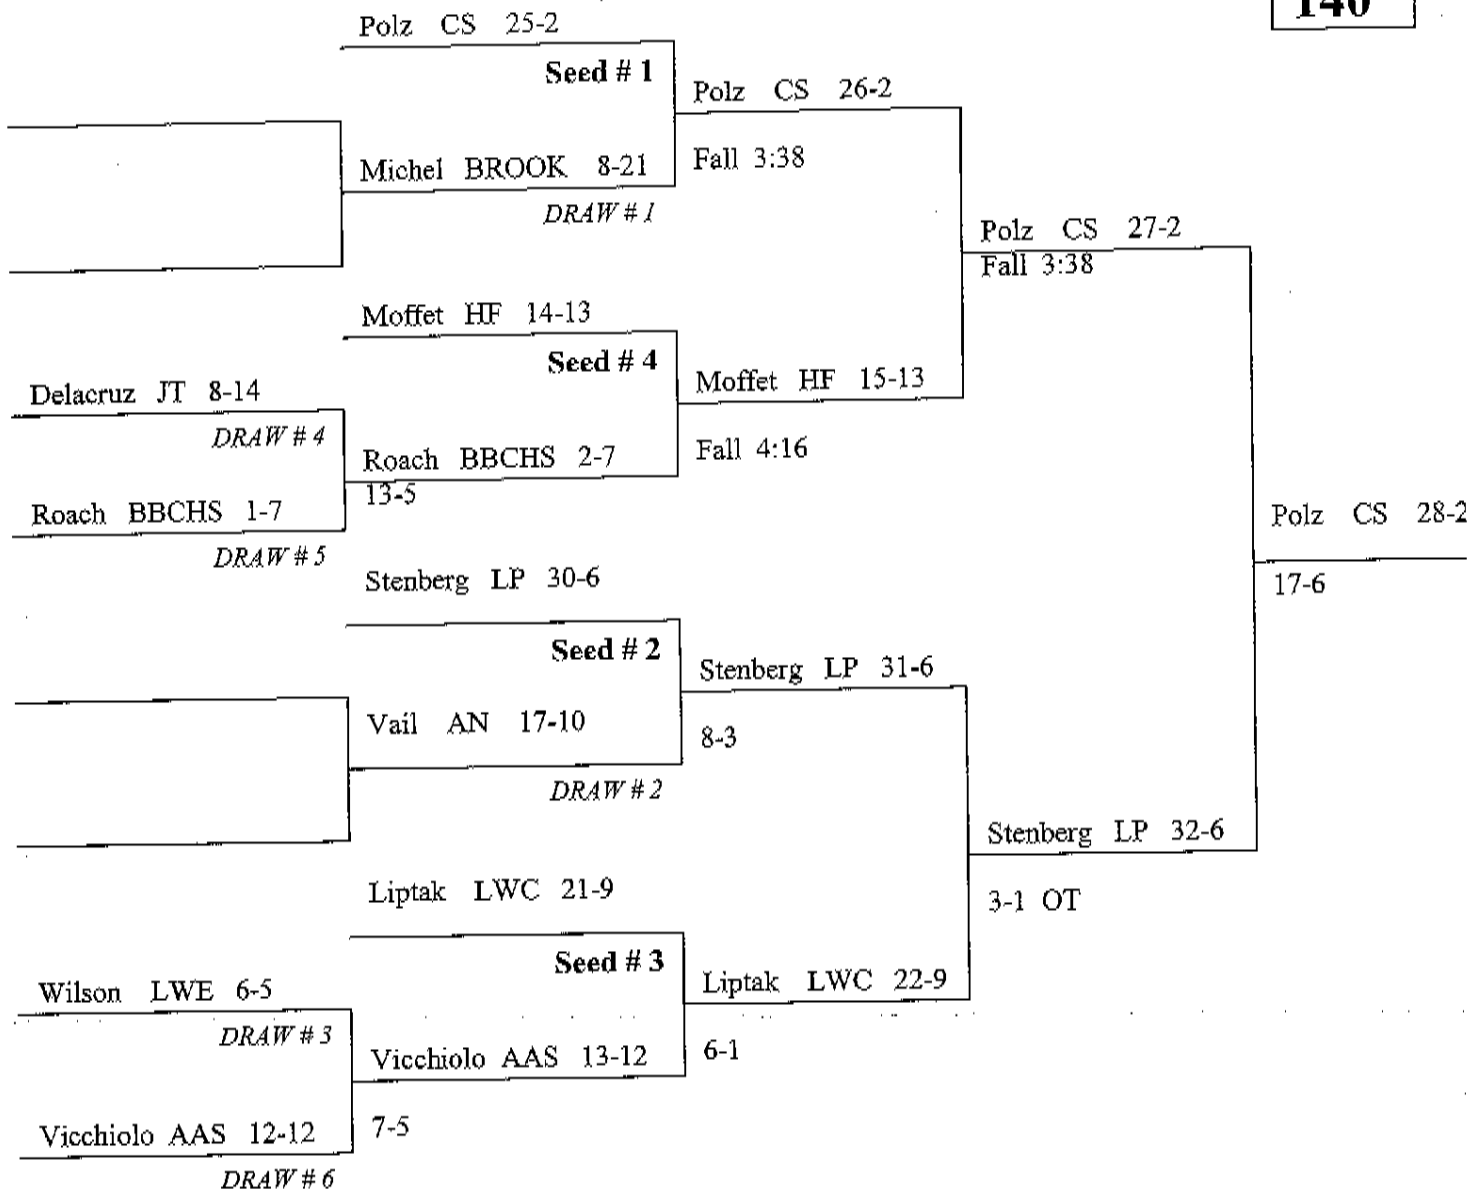 140
Polz CS 25-2
Seed # 1
Polz CS 26-2
Michel BROOK 8-21
Fall 3:38
DRAW # 1
Polz CS 27-2
Fall 3:38
Moffet HF 14-13
Seed # 4
Moffet HF 15-13
Delacruz JT 8-14
DRAW # 4
Roach BBCHS 2-7
Fall 4:16
13-5
Roach BBCHS 1-7
Polz CS 28-2
DRAW # 5
Stenberg LP 30-6
17-6
Seed # 2
Stenberg LP 31-6
Vail AN 17-10
8-3
DRAW # 2
Stenberg LP 32-6
Liptak LWC 21-9
3-1 OT
Seed # 3
Liptak LWC 22-9
Wilson LWE 6-5
DRAW # 3
Vicchiolo AAS 13-12
6-1
Vicchiolo AAS 12-12
7-5
DRAW # 6